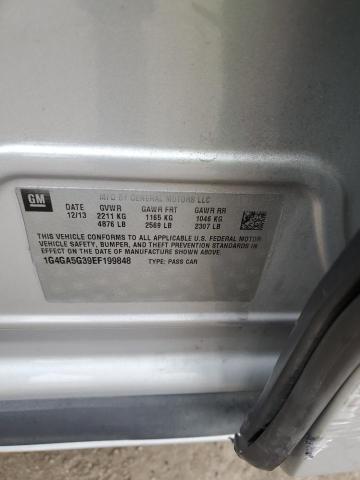 MFD BY GENERAL MOTORS LLC
GM
DATE GVWR GAWR FRT GAWR RR
12/13 2211 KG 1165 KG 1046 KG
4876 LB 2569 LB 2307 LB
THIS VEHICLE CONFORMS TO ALL APPLICABLE U.S. FEDERAL MOTOR
VEHICLE SAFETY, BUMPER, AND THEFT PREVENTION STANDARDS IN
EFFECT ON THE DATE OF MANUFACTURE SHOWN ABOVE.
1G4GA5G39EF199848 TYPE: PASS CAR